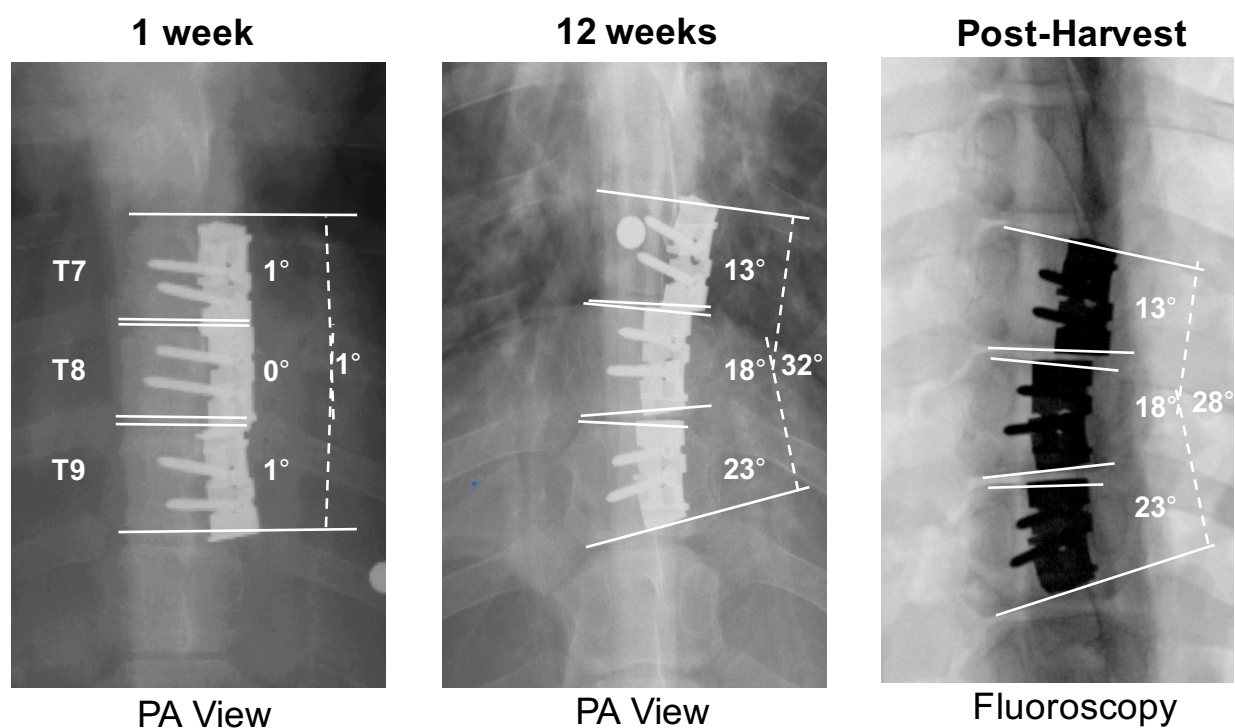 1 week
T7
1°
T8
0°
1°
T9
1°
PA View
12 weeks
13°
18°
32°
23°
PA View
Post-Harvest
13°
18°
28°
23°
Fluoroscopy